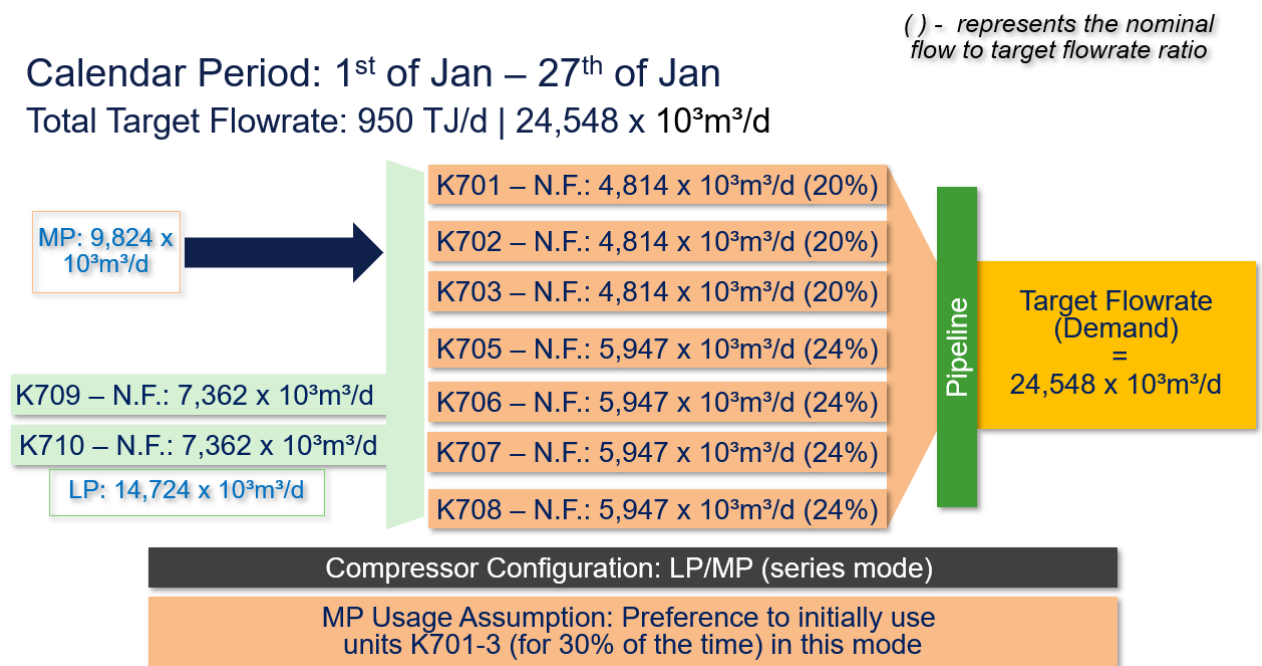 ( ) - represents the nominal
flow to target flowrate ratio
Calendar Period: 1st of Jan – 27th of Jan
Total Target Flowrate: 950 TJ/d | 24,548 x 10³m³/d
MP: 9,824 x
10³m³/d
K701 – N.F.: 4,814 x 10³m³/d (20%)
K702 – N.F.: 4,814 x 10³m³/d (20%)
K703 – N.F.: 4,814 x 10³m³/d (20%)
K705 – N.F.: 5,947 x 10³m³/d (24%)
K706 – N.F.: 5,947 x 10³m³/d (24%)
K707 – N.F.: 5,947 x 10³m³/d (24%)
K708 – N.F.: 5,947 x 10³m³/d (24%)
K709 – N.F.: 7,362 x 10³m³/d
K710 – N.F.: 7,362 x 10³m³/d
LP: 14,724 x 10³m³/d
Pipeline
Target Flowrate
(Demand)
=
24,548 x 10³m³/d
Compressor Configuration: LP/MP (series mode)
MP Usage Assumption: Preference to initially use
units K701-3 (for 30% of the time) in this mode